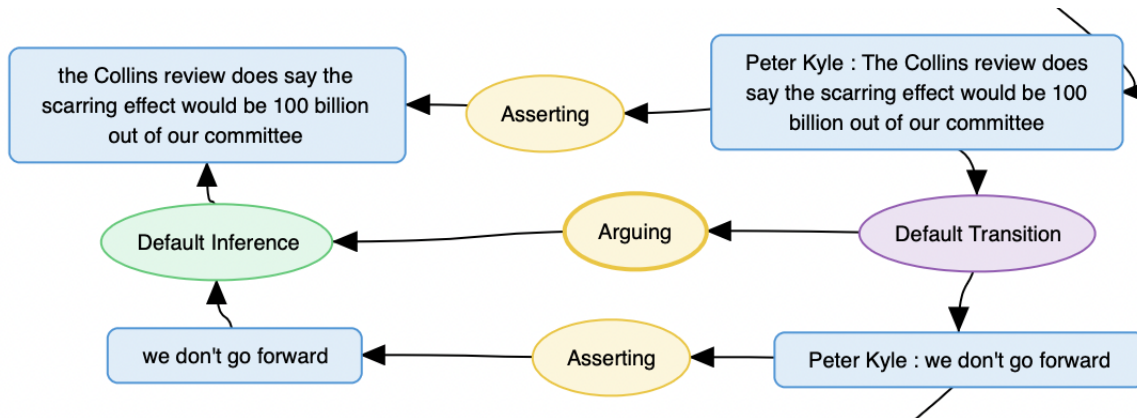 the Collins review does say the
scarring effect would be 100 billion
out of our committee
Asserting
Peter Kyle : The Collins review does
say the scarring effect would be 100
billion out of our committee
Default Inference
Arguing
Default Transition
we don't go forward
Asserting
Peter Kyle : we don't go forward